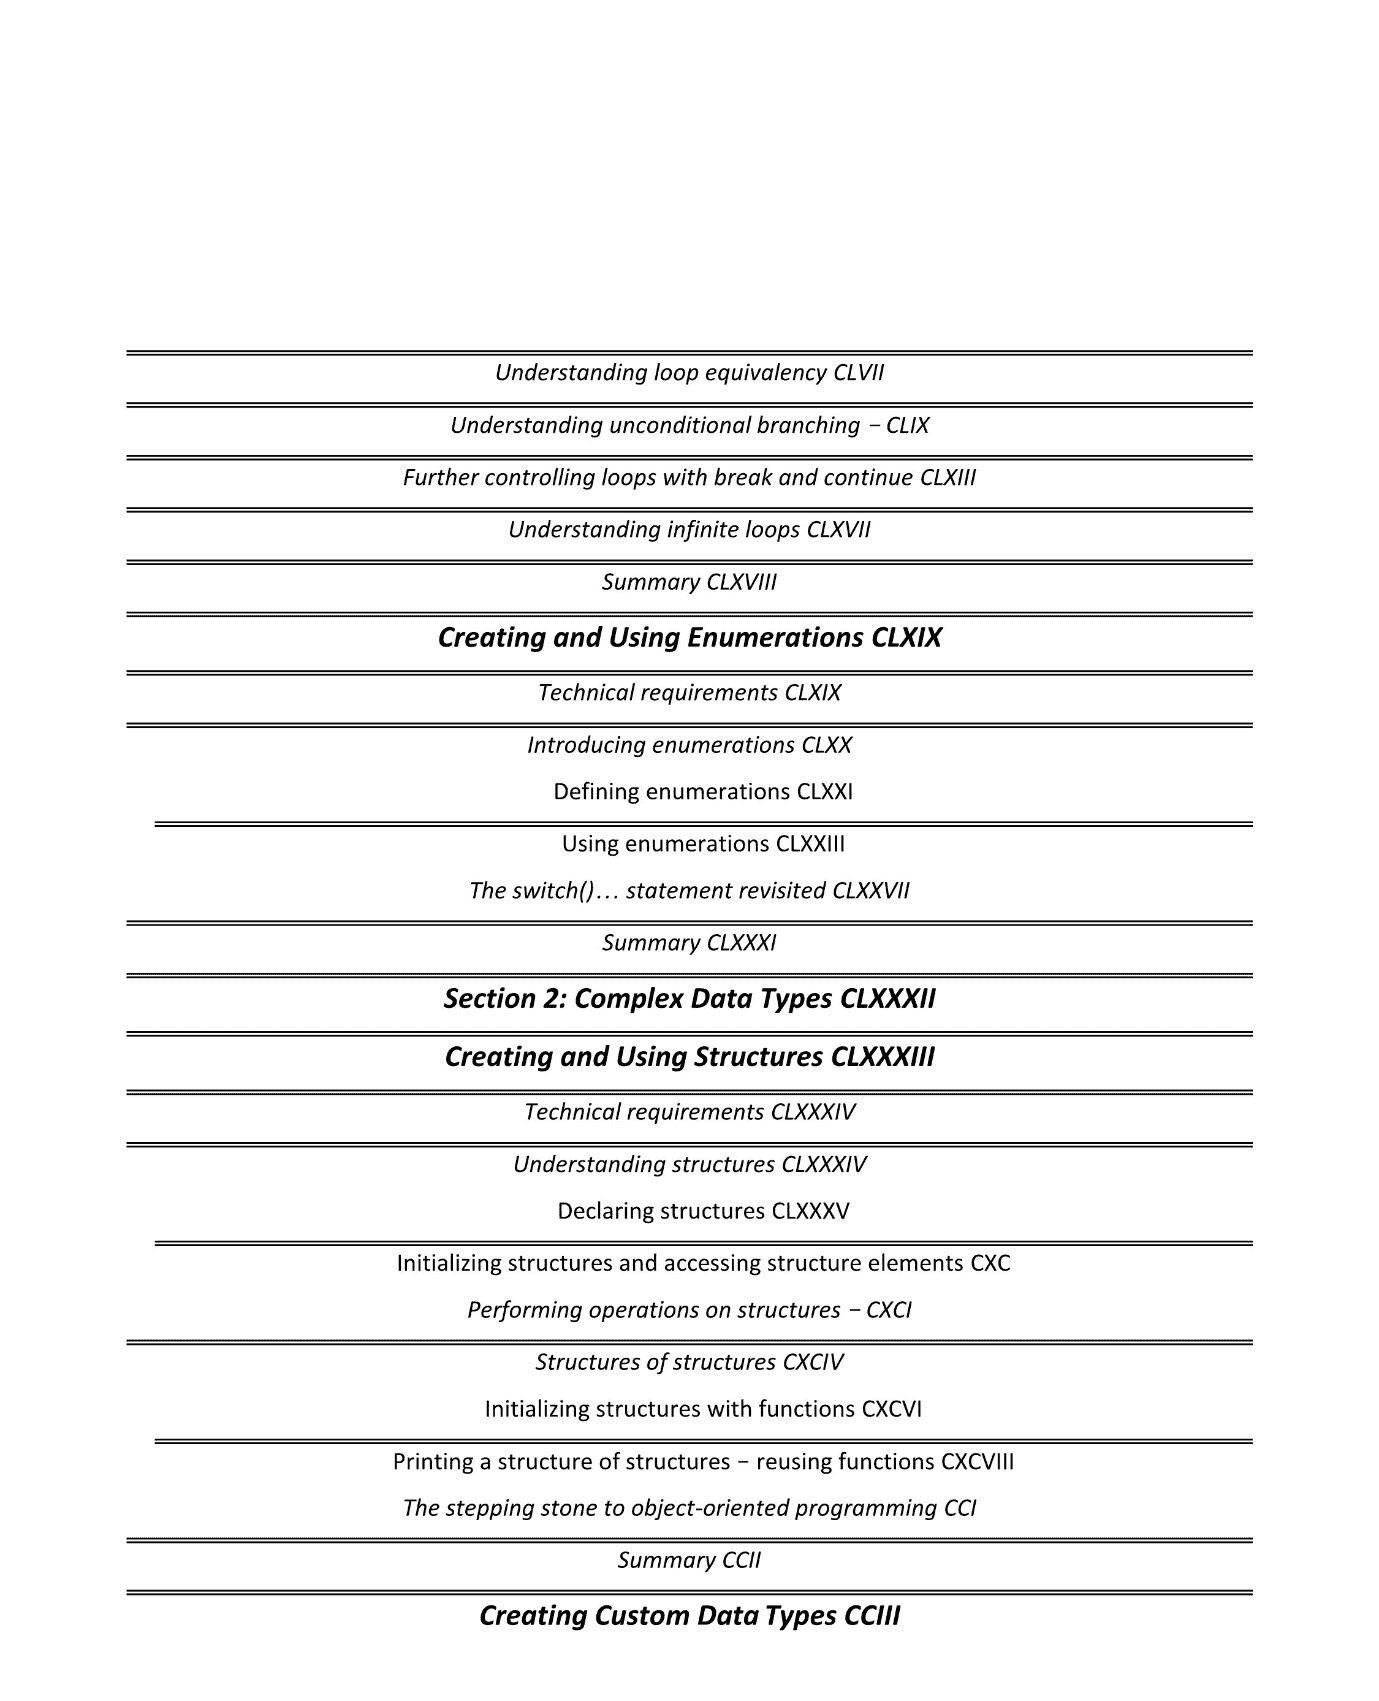 Understanding loop equivalency CLVII
Understanding unconditional branching – CLIX
Further controlling loops with break and continue CLXIII
Understanding infinite loops CLXVII
Summary CLXVIII
Creating and Using Enumerations CLXIX
Technical requirements CLXIX
Introducing enumerations CLXX
Defining enumerations CLXXI
Using enumerations CLXXIII
The switch()… statement revisited CLXXVII
Summary CLXXXI
Section 2: Complex Data Types CLXXXII
Creating and Using Structures CLXXXIII
Technical requirements CLXXXIV
Understanding structures CLXXXIV
Declaring structures CLXXXV
Initializing structures and accessing structure elements CXC
Performing operations on structures – CXCI
Structures of structures CXCIV
Initializing structures with functions CXCVI
Printing a structure of structures – reusing functions CXCVIII
The stepping stone to object-oriented programming CCI
Summary CCII
Creating Custom Data Types CCIII